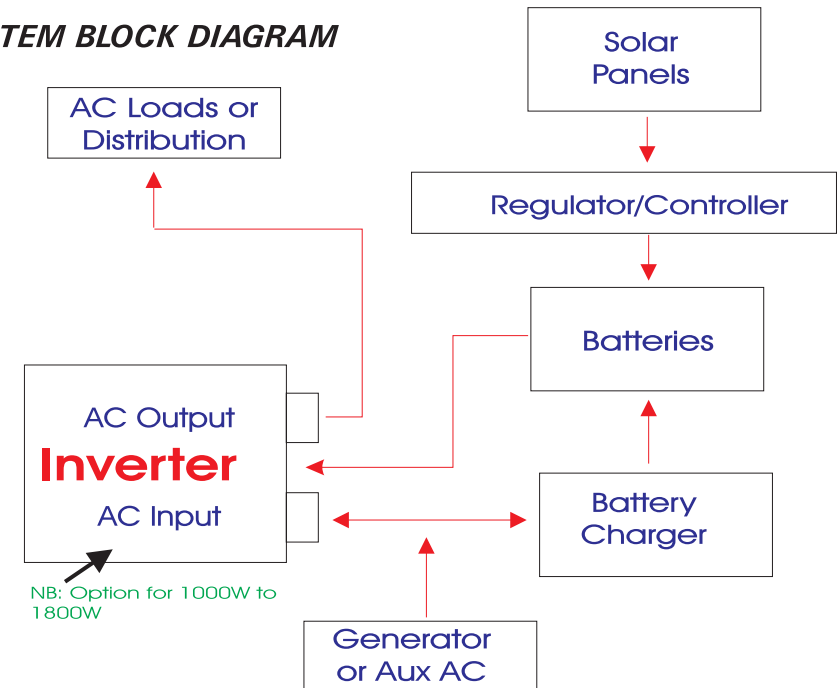 TEM BLOCK DIAGRAM
Solar
Panels
AC Loads or
Distribution
Regulator/Controller
Batteries
AC Output
Inverter
AC Input
Battery
Charger
NB: Option for 1000W to
1800W
Generator
or Aux AC